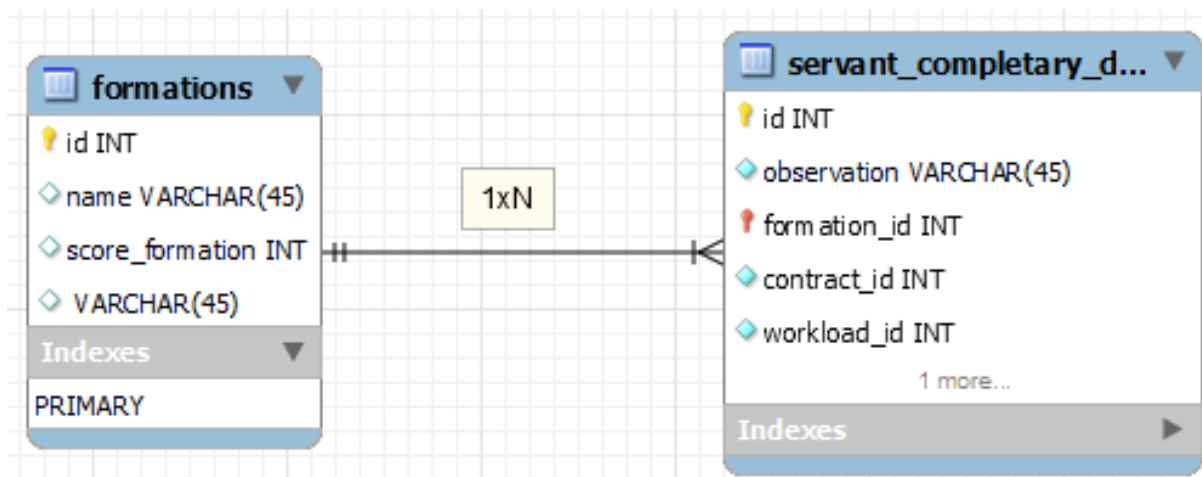 formations
id INT
name VARCHAR(45)
score_formation INT
VARCHAR(45)
Indexes
PRIMARY
1xN
servant_completary_d...
id INT
observation VARCHAR(45)
formation_id INT
contract_id INT
workload_id INT
1 more...
Indexes